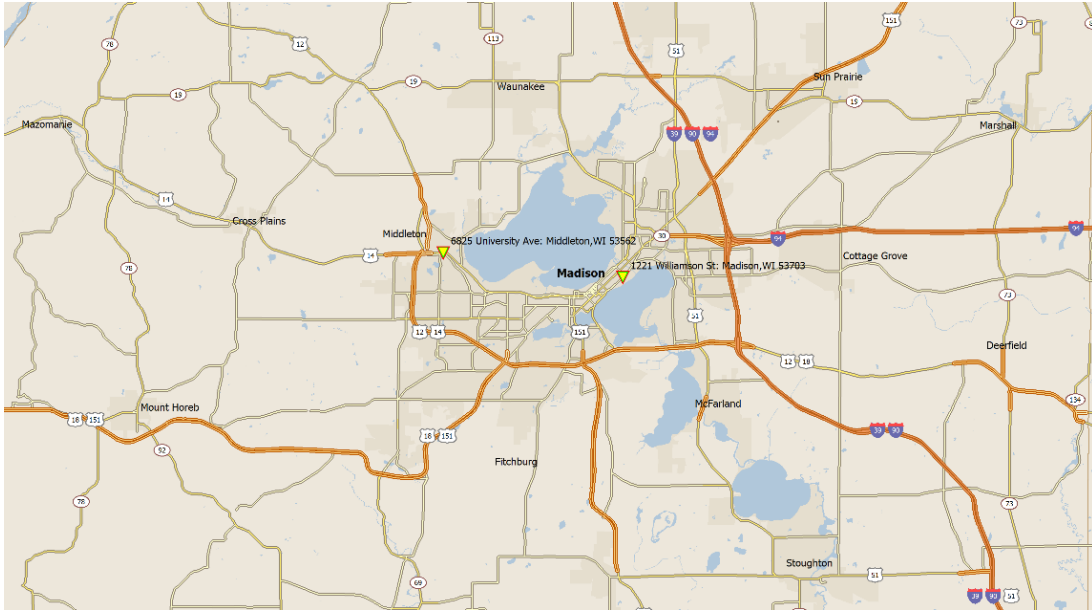 78
12
113
51
151
73
19
19
Waunakee
Sun Prairie
19
Mazomanie
Marshall
39 90 94
14
Cross Plains
Middleton
30
94
94
6825 University Ave: Middleton,WI 53562
14
Cottage Grove
78
Madison
1221 Williamson St: Madison,WI 53703
73
51
12 14
151
Deerfield
12 18
134
Mount Horeb
McFarland
18 151
18 151
39 90
92
Fitchburg
78
73
Stoughton
69
51
39 90 51